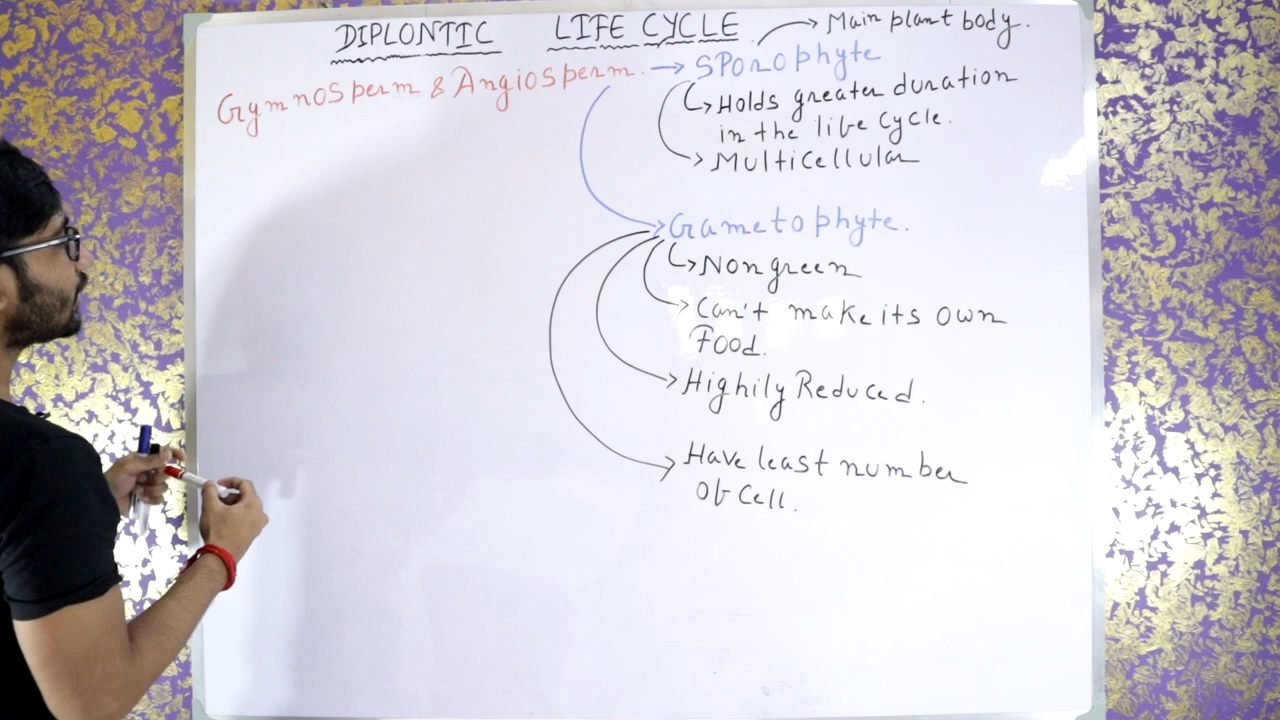 DIPLONTIC LIFE CYCLE
Main plant body.
Gymnosperm & Angiosperm → Sporophyte
Holds greater duration
in the life cycle.
Multicellular
Gametophyte.
Non green
Can't make its own
Food.
Highily Reduced.
Have least number
of cell.